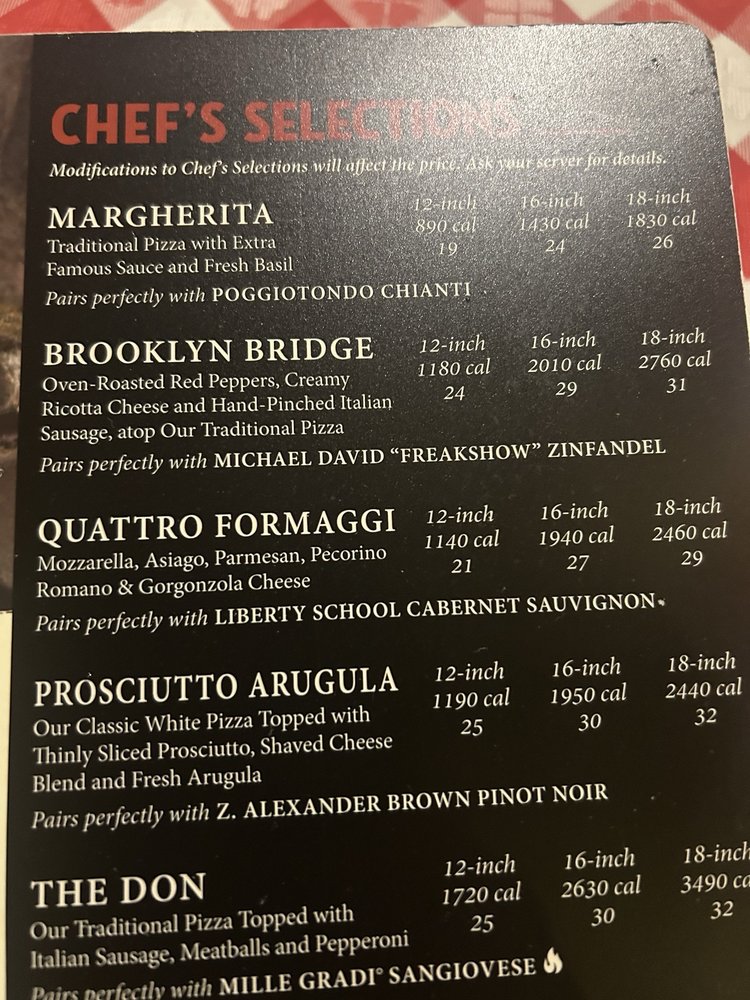 CHEF'S SELECTIONS
Modifications to Chef's Selections will affect the price. Ask your server for details.
MARGHERITA
12-inch 16-inch 18-inch
890 cal 1430 cal 1830 cal
19 24 26
Traditional Pizza with Extra
Famous Sauce and Fresh Basil
Pairs perfectly with POGGIOTONDO CHIANTI
BROOKLYN BRIDGE
12-inch 16-inch 18-inch
1180 cal 2010 cal 2760 cal
24 29 31
Oven-Roasted Red Peppers, Creamy
Ricotta Cheese and Hand-Pinched Italian
Sausage, atop Our Traditional Pizza
Pairs perfectly with MICHAEL DAVID "FREAKSHOW" ZINFANDEL
QUATTRO FORMAGGI
12-inch 16-inch 18-inch
1140 cal 1940 cal 2460 cal
21 27 29
Mozzarella, Asiago, Parmesan, Pecorino
Romano & Gorgonzola Cheese
Pairs perfectly with LIBERTY SCHOOL CABERNET SAUVIGNON
PROSCIUTTO ARUGULA
12-inch 16-inch 18-inch
1190 cal 1950 cal 2440 cal
25 30 32
Our Classic White Pizza Topped with
Thinly Sliced Prosciutto, Shaved Cheese
Blend and Fresh Arugula
Pairs perfectly with Z. ALEXANDER BROWN PINOT NOIR
THE DON
12-inch 16-inch 18-inch
1720 cal 2630 cal 3490 ca
25 30 32
Our Traditional Pizza Topped with
Italian Sausage, Meatballs and Pepperoni
Pairs perfectly with MILLE GRADI° SANGIOVESE